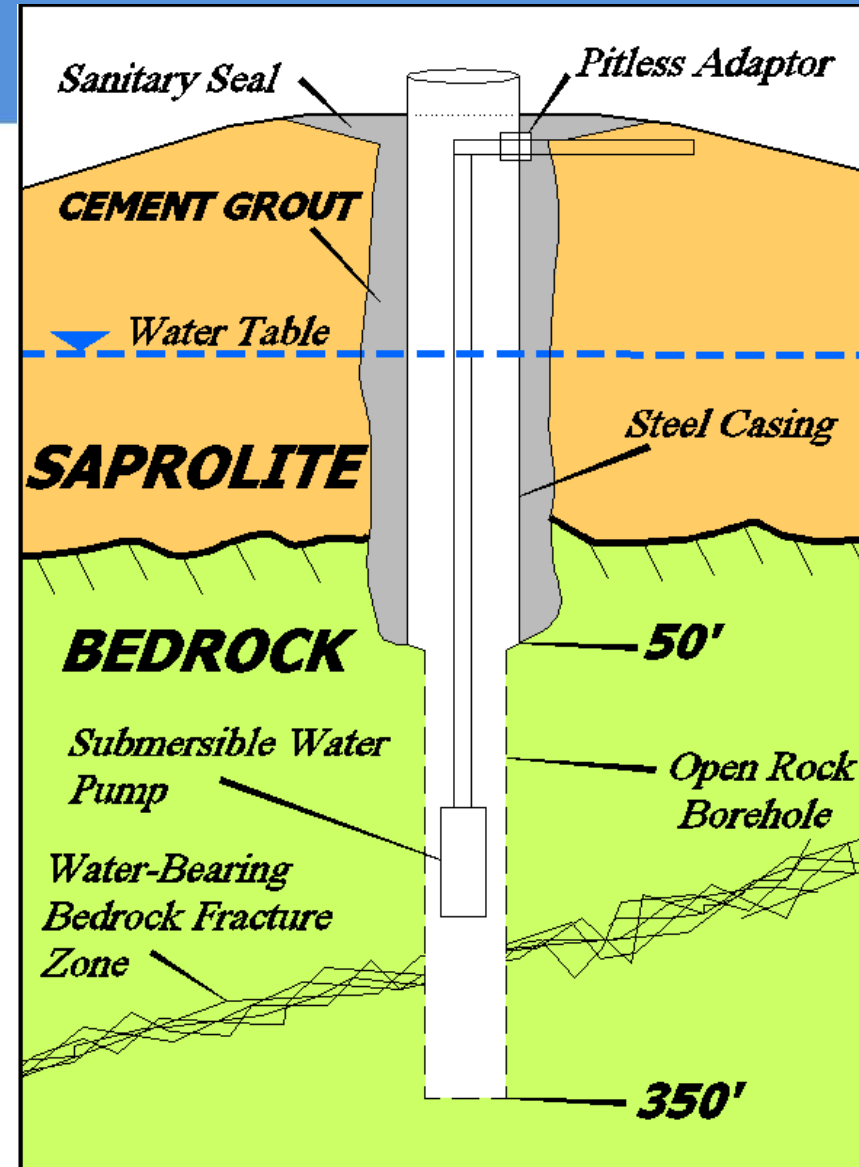 Sanitary Seal
Pitless Adaptor
CEMENT GROUT
Water Table
Steel Casing
SAPROLITE
BEDROCK
50'
Submersible Water
Pump
Open Rock
Borehole
Water-Bearing
Bedrock Fracture
Zone
350'